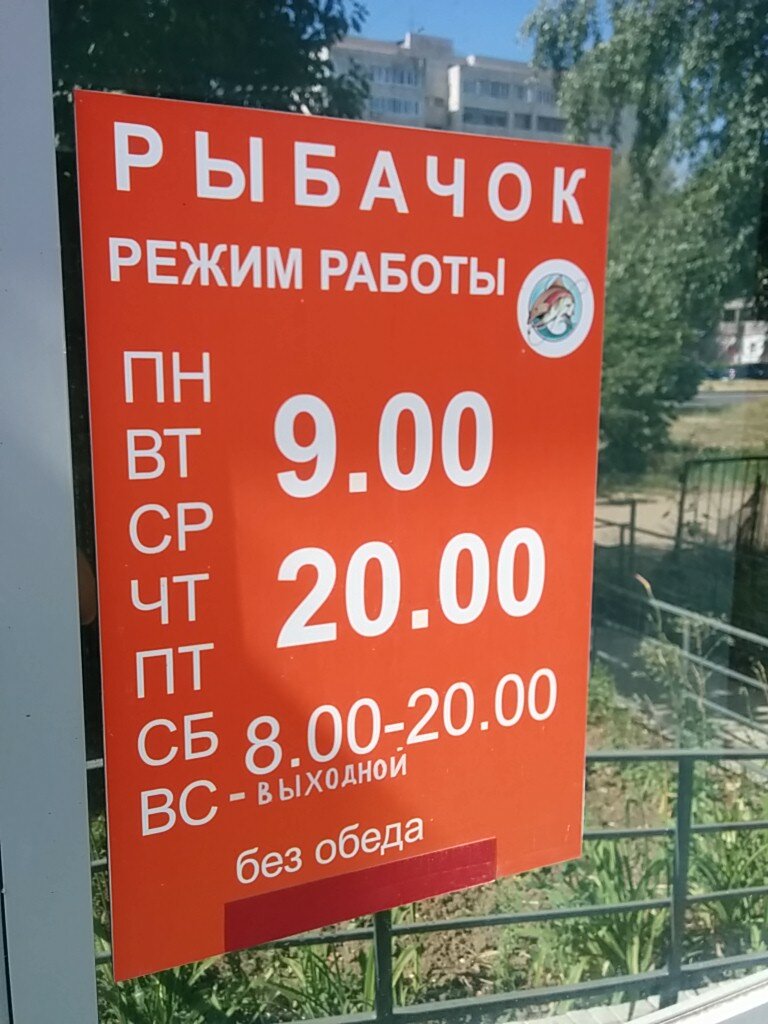 РЫБАЧОК
РЕЖИМ РАБОТЫ
ПН
ВТ
9.00
СР
ЧТ
20.00
ПТ
СБ 8.00-20.00
ВС - ВЫХОДНОЙ
без обеда